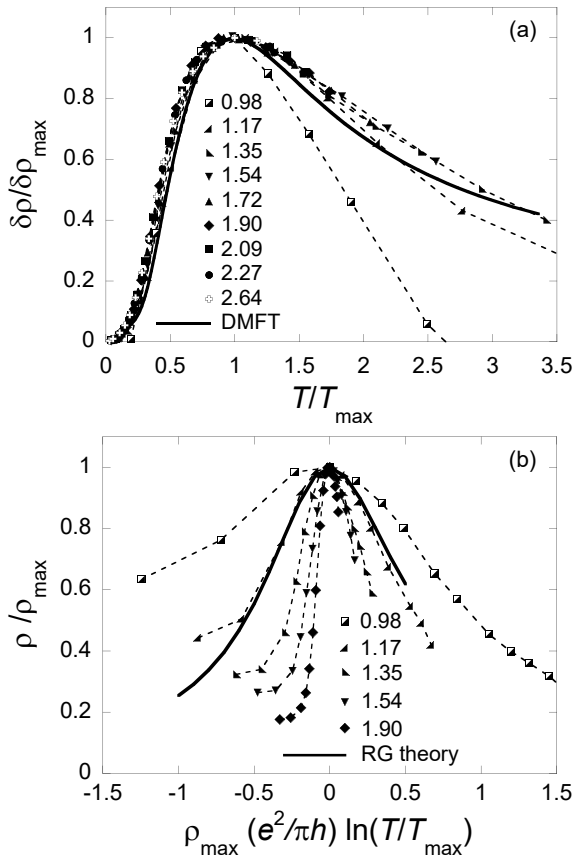 (a)
1
0.8
0.6
0.4
0.2
0
δρ/δρmax
0.98
1.17
1.35
1.54
1.72
1.90
2.09
2.27
2.64
DMFT
0 0.5 1 1.5 2 2.5 3 3.5
T/Tmax
(b)
1
0.8
0.6
0.4
0.2
0
ρ/ρmax
0.98
1.17
1.35
1.54
1.90
RG theory
-1.5 -1 -0.5 0 0.5 1 1.5
ρmax (e²/πh) ln(T/Tmax)